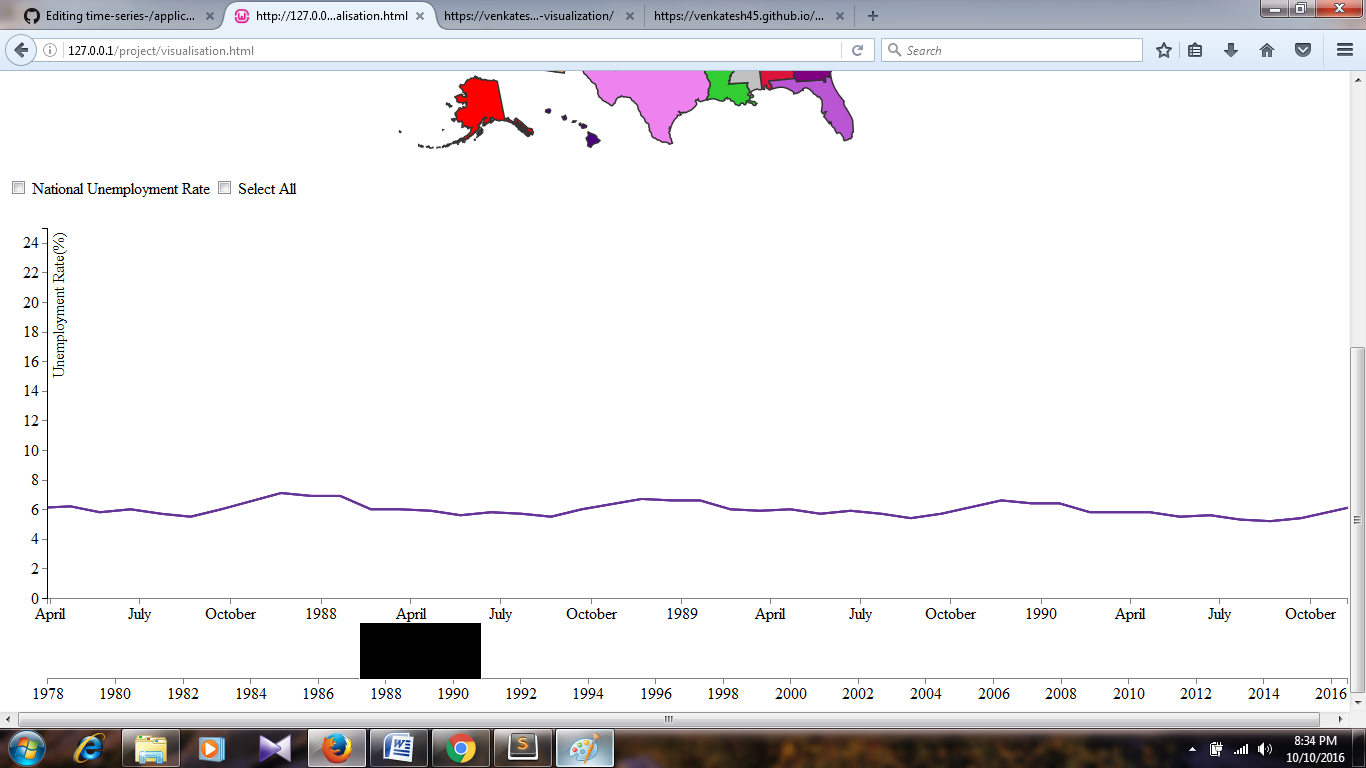 Editing time-series-/applic...
http://127.0.0...alisation.html
https://venkates...-visualization/
https://venkatesh45.github.io/...
127.0.0.1/project/visualisation.html
Search
National Unemployment Rate Select All
Unemployment Rate(%)
24
22
20
18
16
14
12
10
8
6
4
2
0
April July October 1988 April July October 1989 April July October 1990 April July October
1978 1980 1982 1984 1986 1988 1990 1992 1994 1996 1998 2000 2002 2004 2006 2008 2010 2012 2014 2016
8:34 PM
10/10/2016